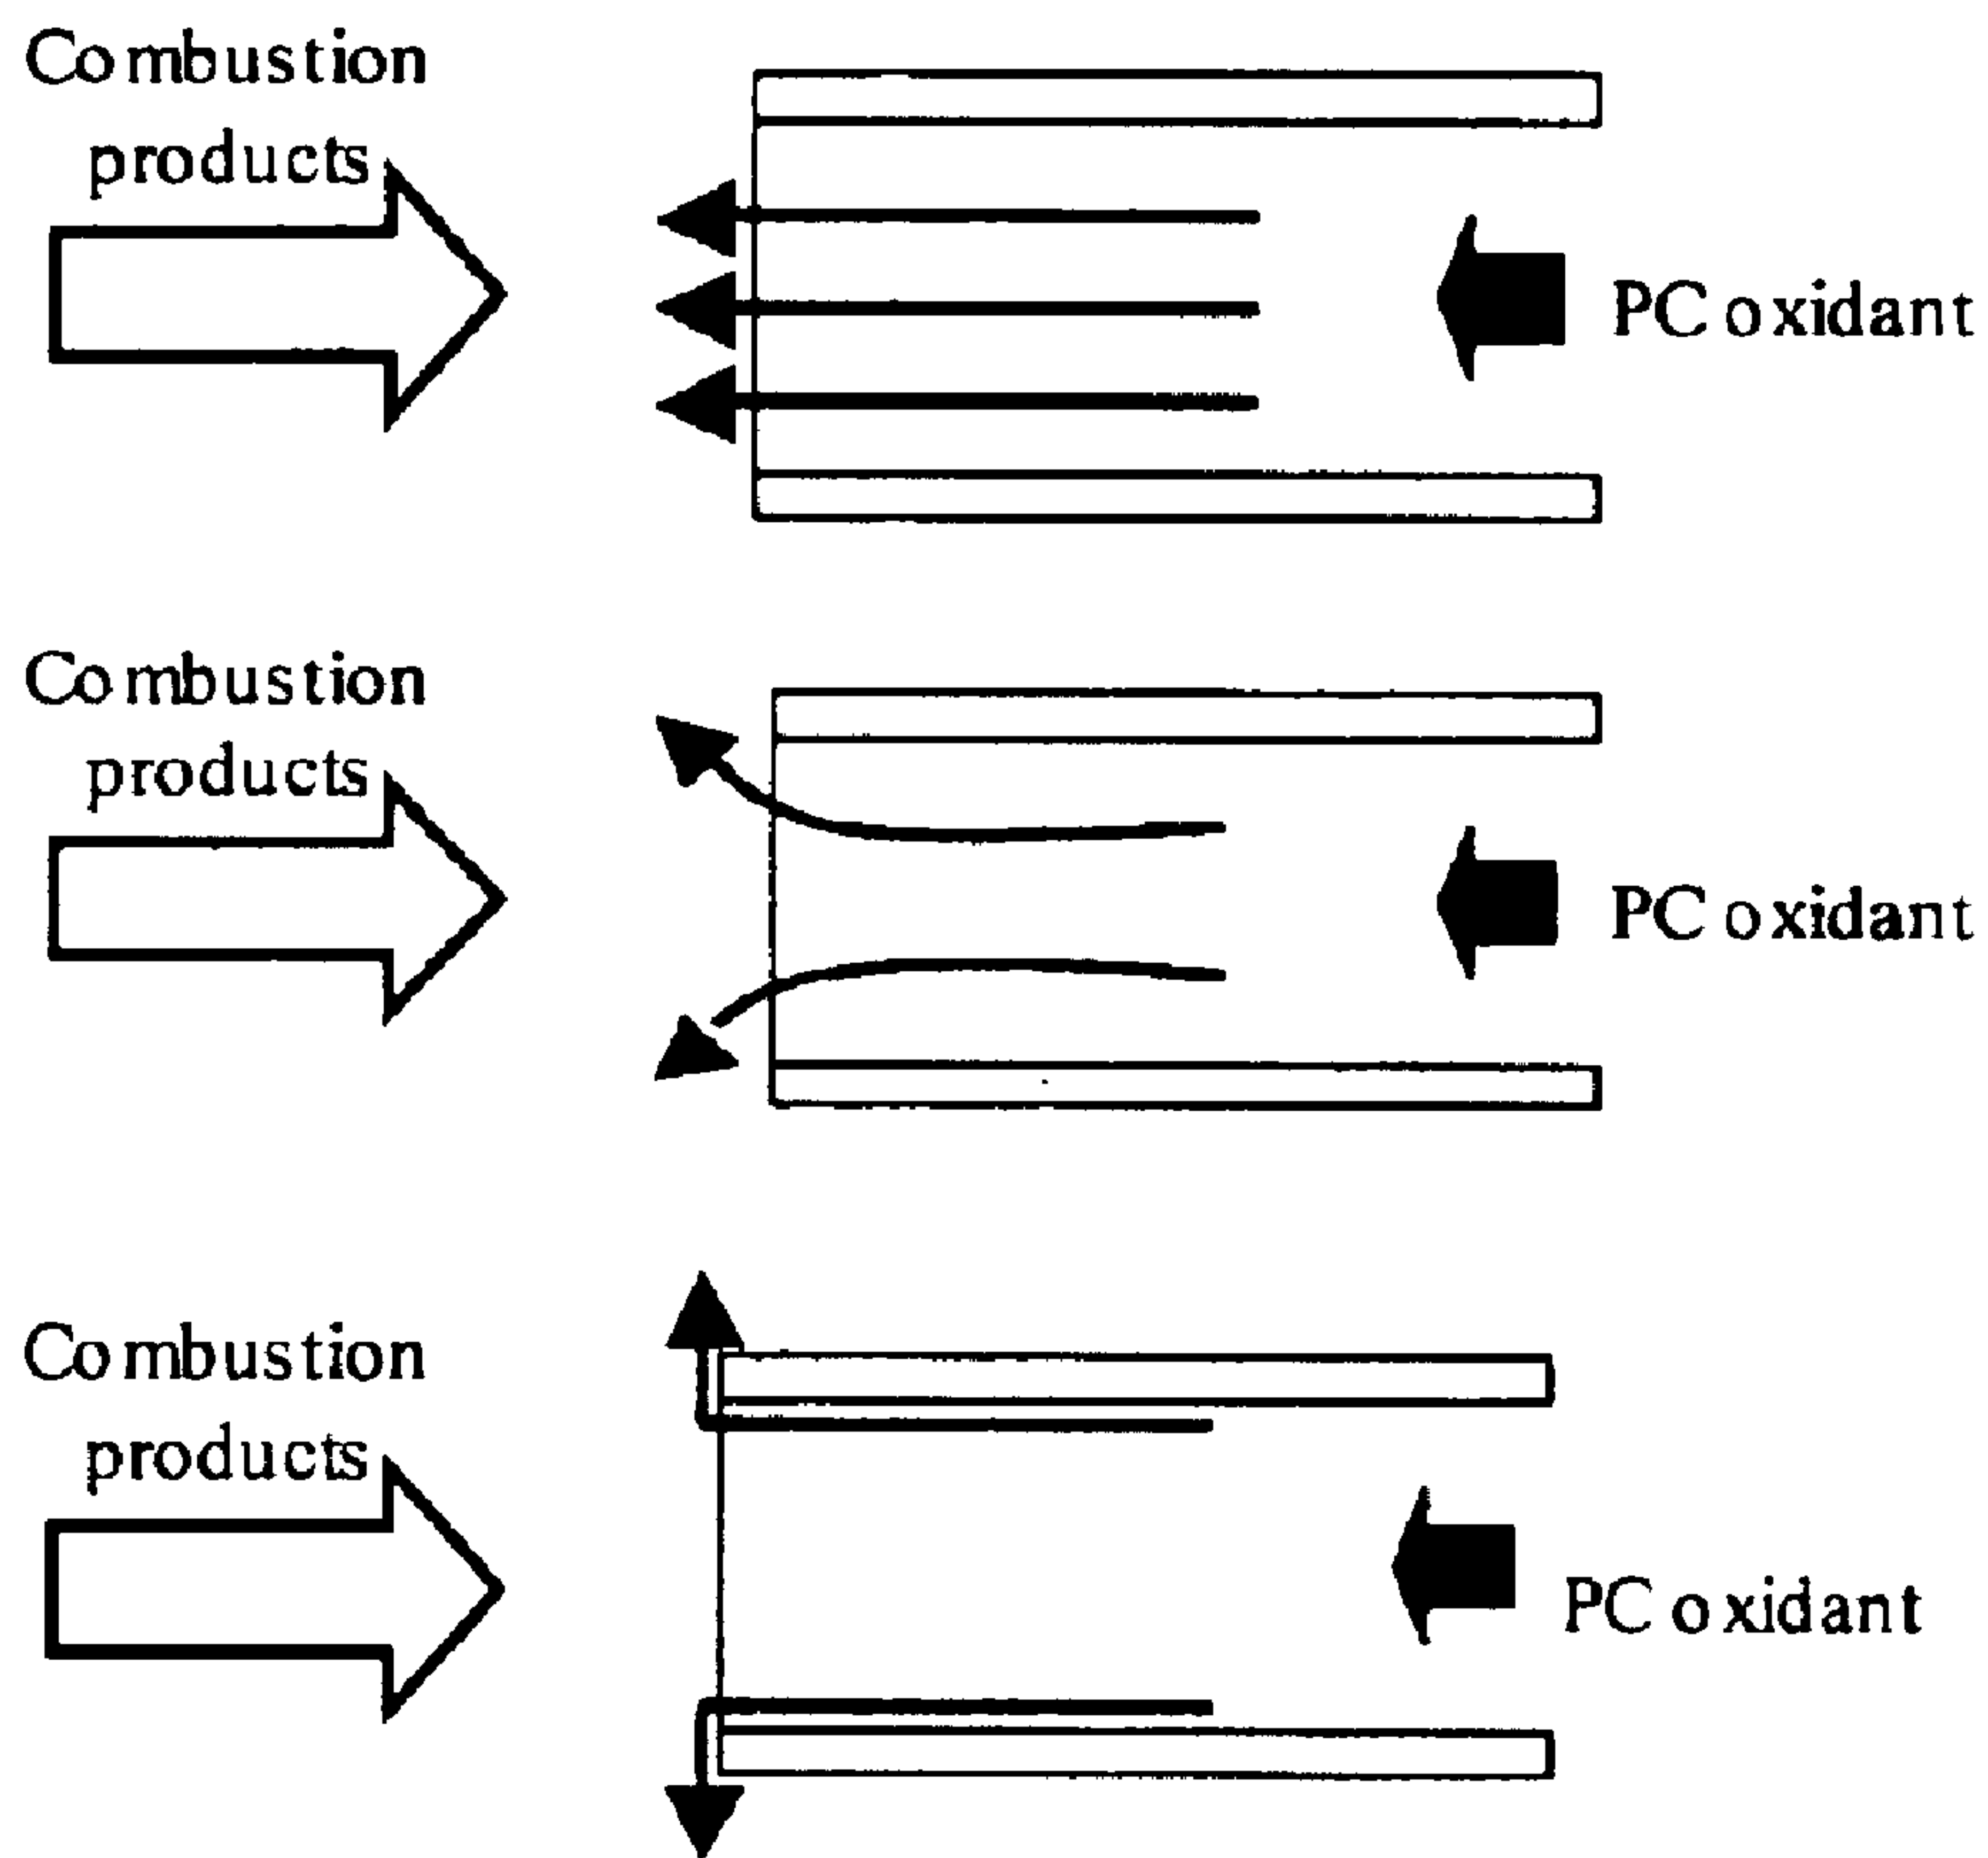 Combustion
products
PC oxidant
Combustion
products
PC oxidant
Combustion
products
PC oxidant